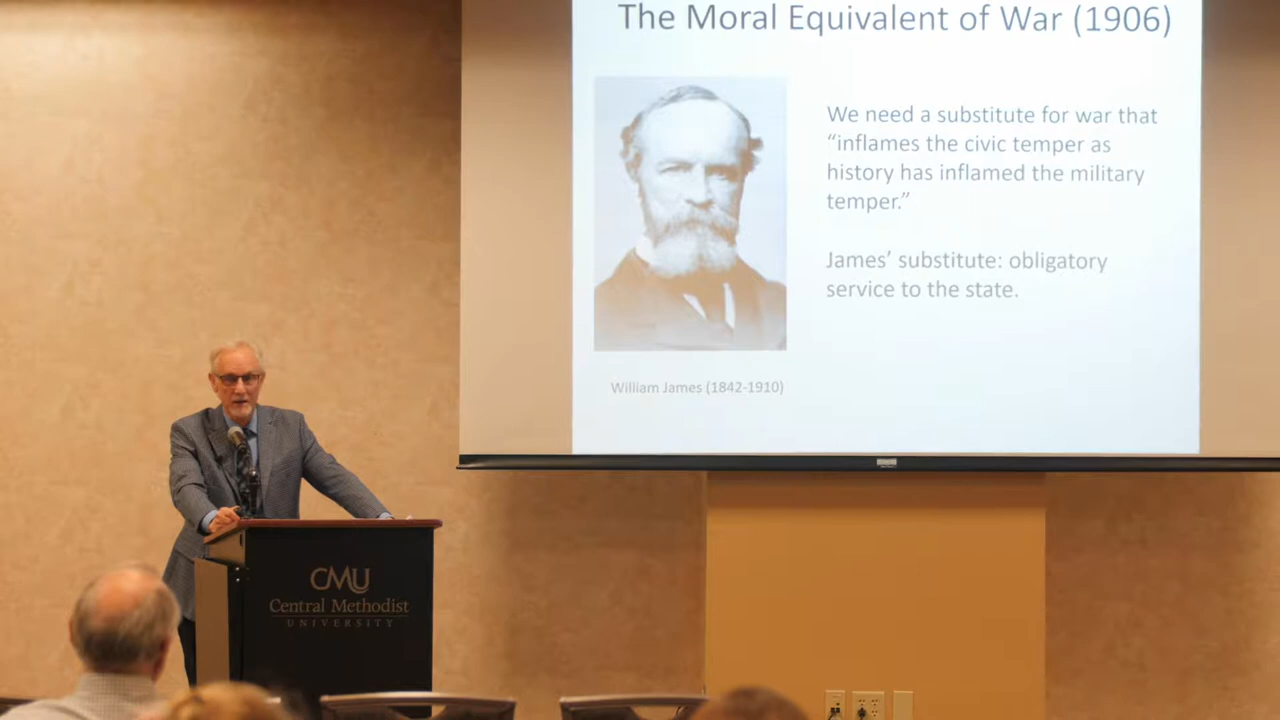 The Moral Equivalent of War (1906)
We need a substitute for war that
“inflames the civic temper as
history has inflamed the military
temper.”
James’ substitute: obligatory
service to the state.
William James (1842-1910)
CMU
Central Methodist
UNIVERSITY